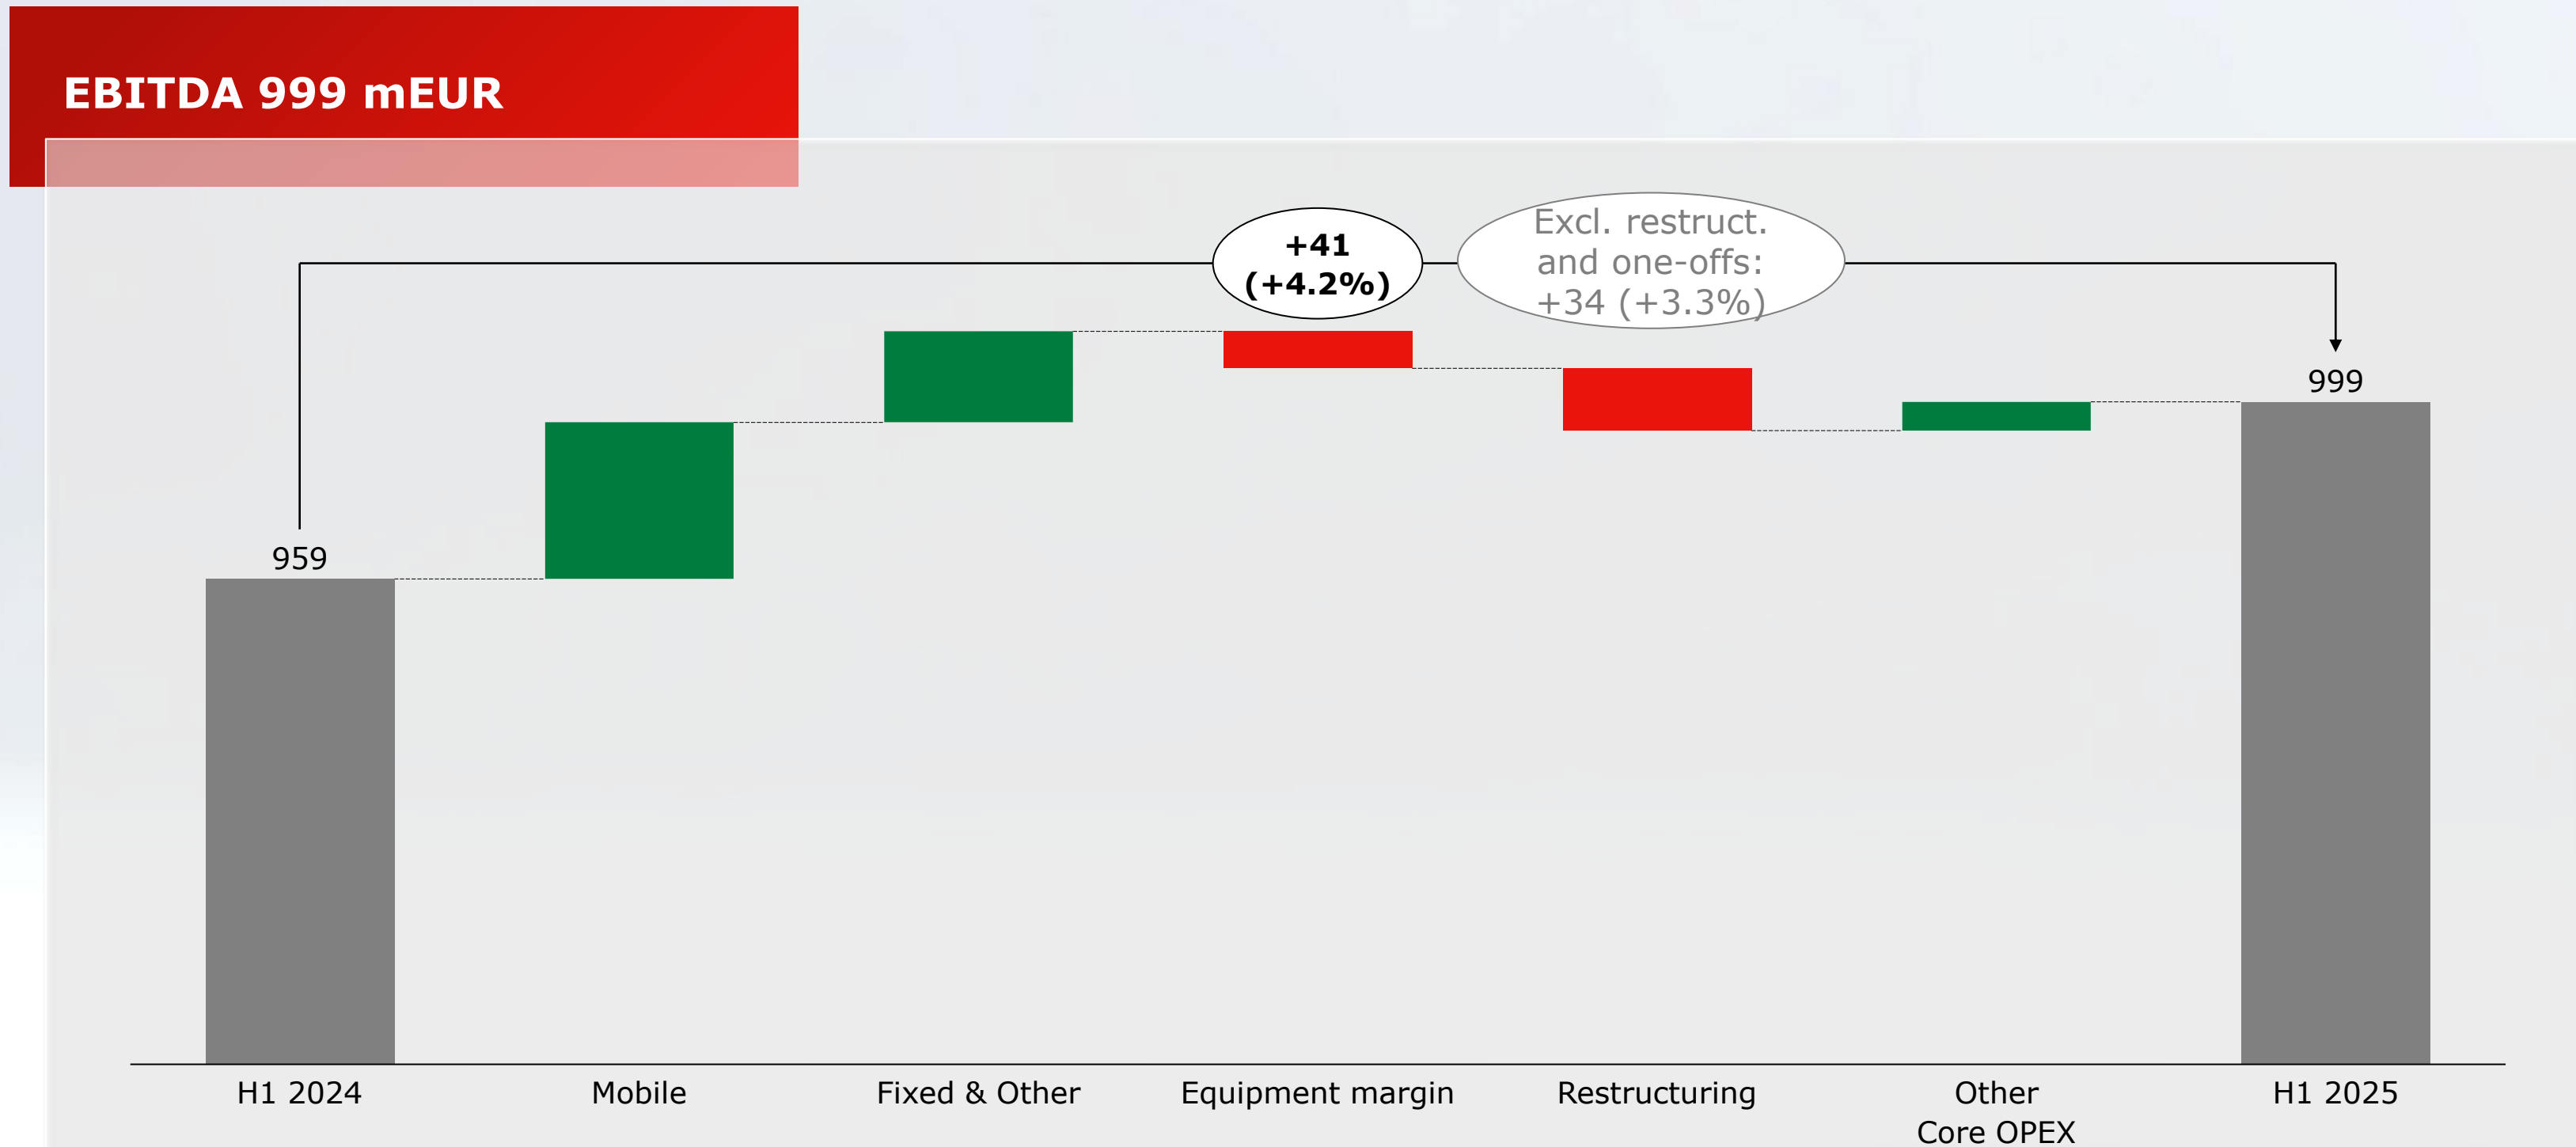 EBITDA 999 mEUR
+41
(+4.2%)
Excl. restruct.
and one-offs:
+34 (+3.3%)
959
999
H1 2024
Mobile
Fixed & Other
Equipment margin
Restructuring
Other
Core OPEX
H1 2025